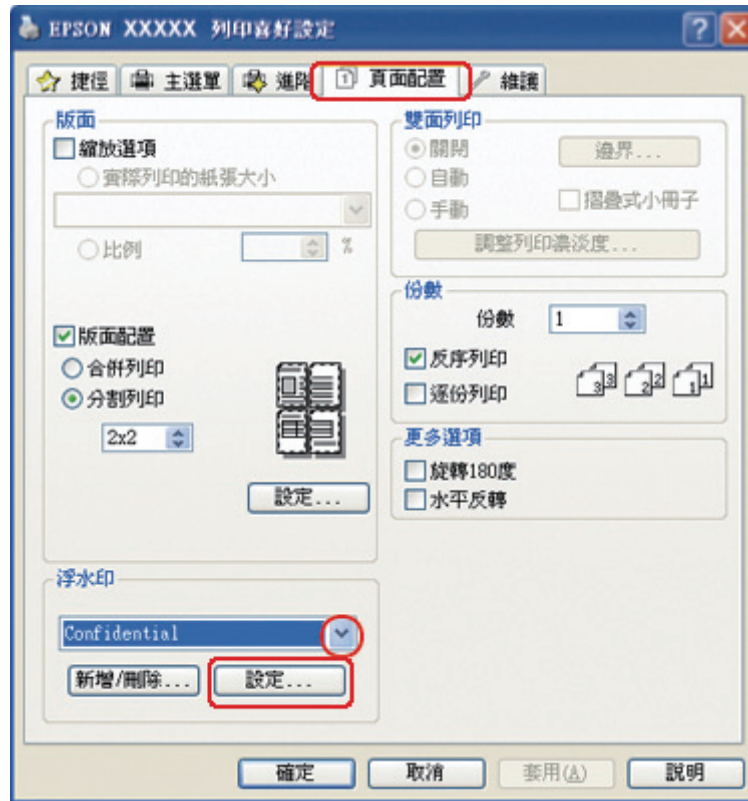 EPSON XXXXX 列印喜好設定
捷徑 主選單 進階 頁面配置 維護
版面
縮放選項
實際列印的紙張大小
比例 %
版面配置
合併列印
分割列印
2x2
設定...
浮水印
Confidential
新增/刪除... 設定...
雙面列印
關閉 邊界...
自動
手動 摺疊式小冊子
調整列印濃淡度...
份數
份數 1
反序列印
逐份列印
3 3 2 2 1 1
更多選項
旋轉180度
水平反轉
確定 取消 套用(A) 說明